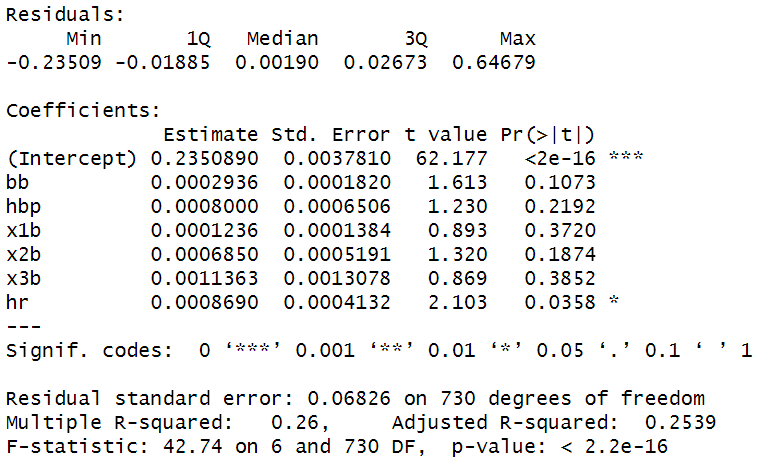 Residuals:
     Min       1Q   Median       3Q      Max
-0.23509 -0.01885  0.00190  0.02673  0.64679
Coefficients:
             Estimate Std. Error t value Pr(>|t|)
(Intercept) 0.2350890  0.0037810  62.177   <2e-16 ***
bb          0.0002936  0.0001820   1.613   0.1073
hbp         0.0008000  0.0006506   1.230   0.2192
x1b         0.0001236  0.0001384   0.893   0.3720
x2b         0.0006850  0.0005191   1.320   0.1874
x3b         0.0011363  0.0013078   0.869   0.3852
hr          0.0008690  0.0004132   2.103   0.0358 *
---
Signif. codes:  0 ‘***’ 0.001 ‘**’ 0.01 ‘*’ 0.05 ‘.’ 0.1 ‘ ’ 1
Residual standard error: 0.06826 on 730 degrees of freedom
Multiple R-squared:   0.26,	Adjusted R-squared:  0.2539
F-statistic: 42.74 on 6 and 730 DF,  p-value: < 2.2e-16